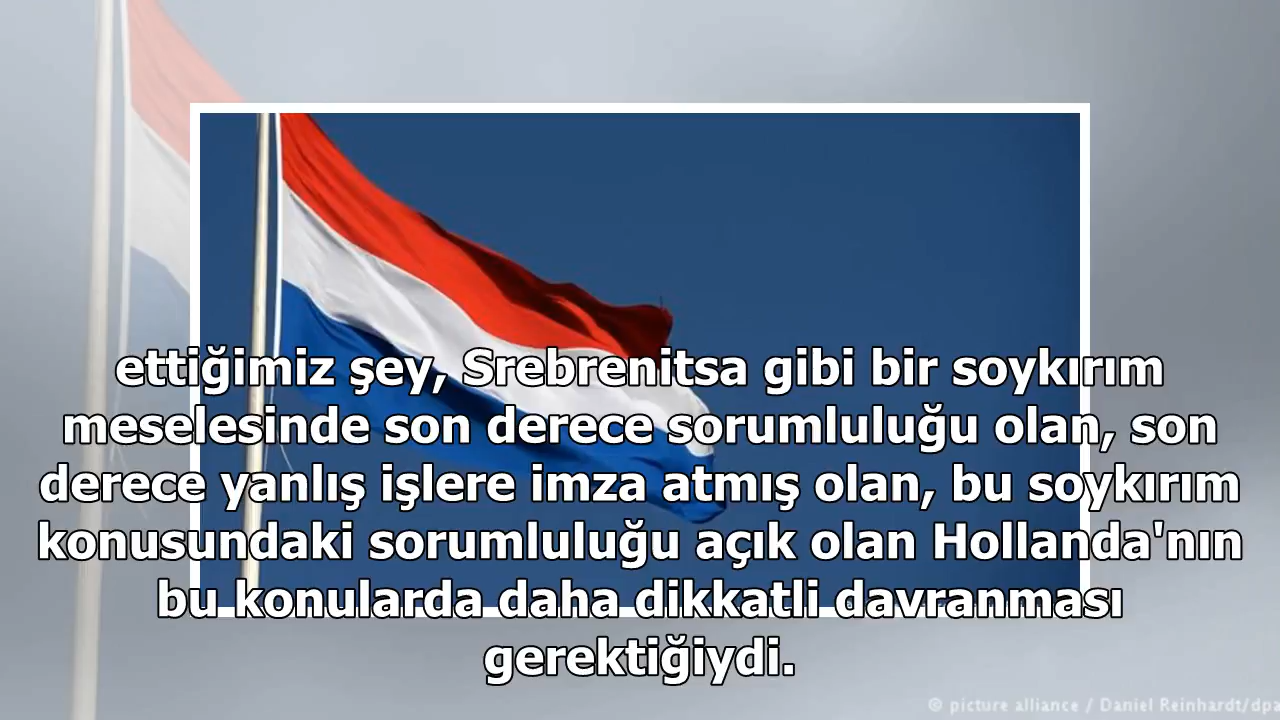 ettiğimiz şey, Srebrenitsa gibi bir soykırım
meselesinde son derece sorumluluğu olan, son
derece yanlış işlere imza atmış olan, bu soykırım
konusundaki sorumluluğu açık olan Hollanda'nın
bu konularda daha dikkatli davranması
gerektiğiydi.
© picture alliance / Daniel Reinhardt/dpa